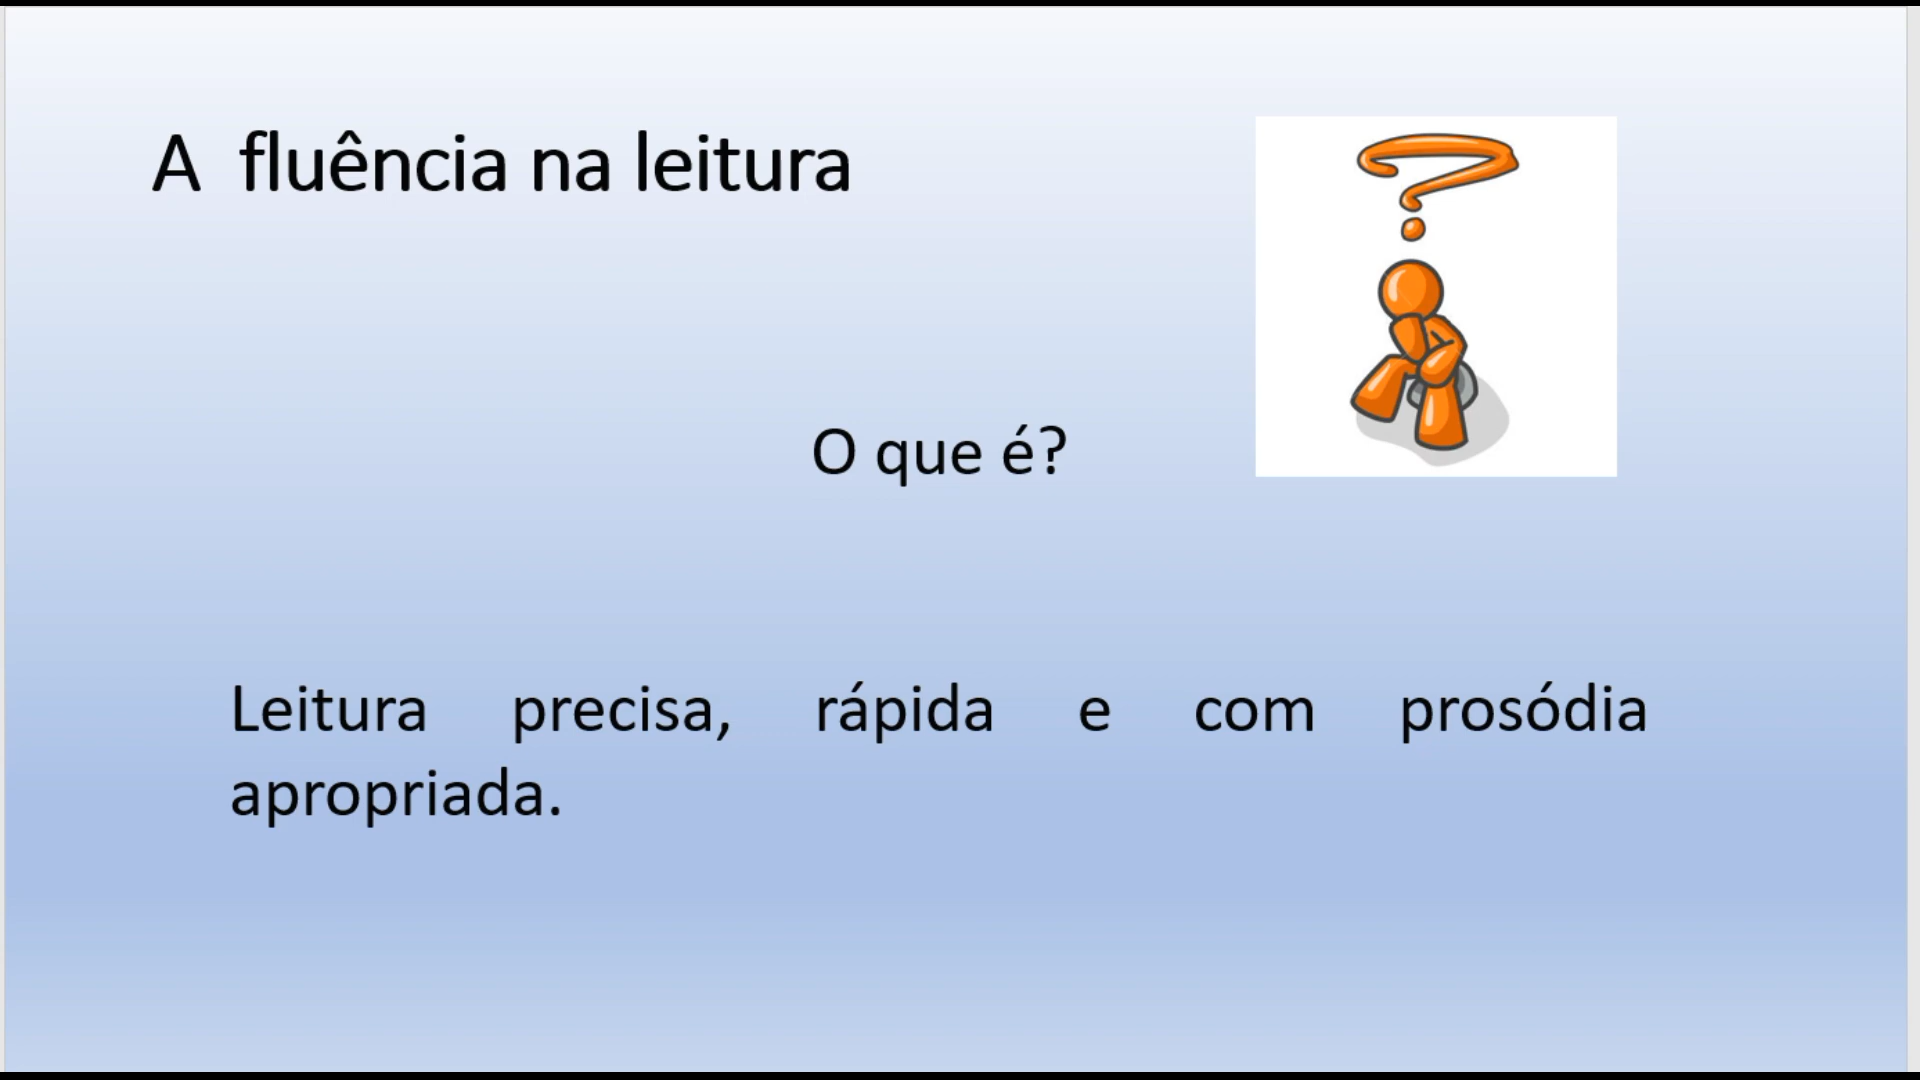 A fluência na leitura
O que é?
Leitura precisa, rápida e com prosódia
apropriada.